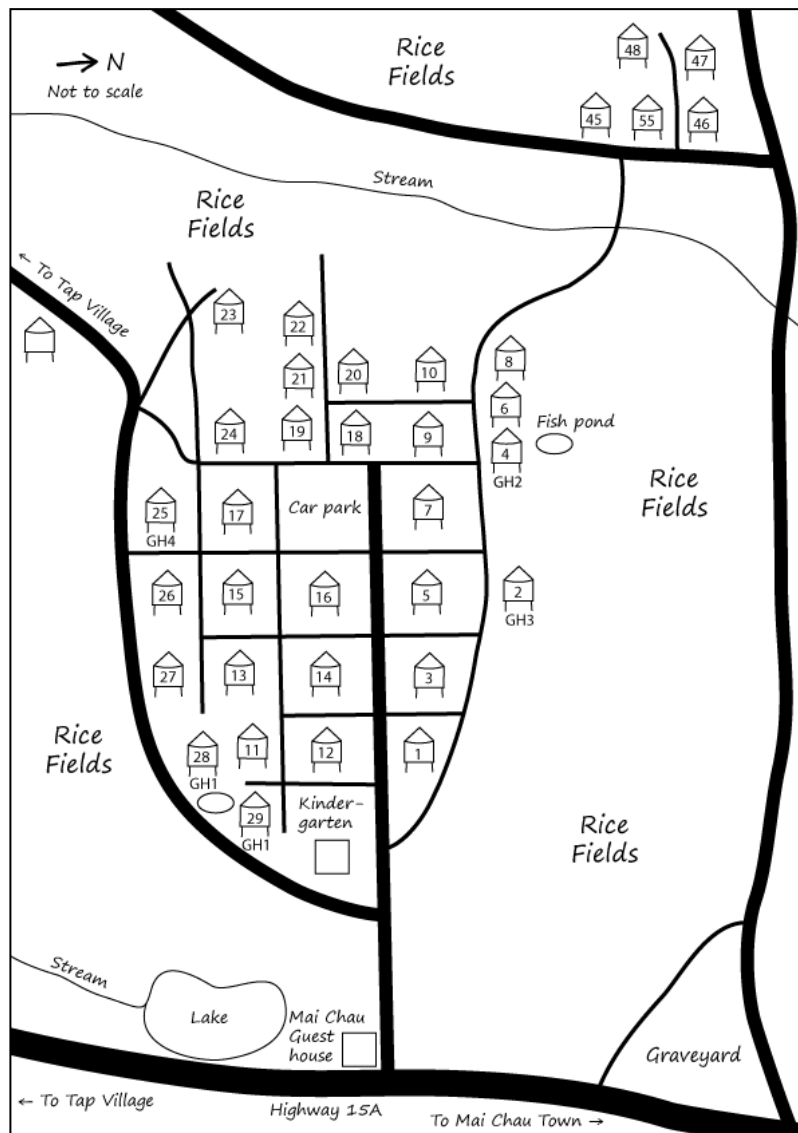 Rice
Fields
48
47
N
Not to scale
45
55
46
Stream
Rice
Fields
← To Tap Village
23
22
21
20
10
8
6
Fish pond
24
19
18
9
4
GH2
Rice
Fields
25
GH4
17
Car park
7
26
15
16
5
2
GH3
27
13
14
3
Rice
Fields
28
GH1
11
12
1
29
GH1
Kinder-
garten
Rice
Fields
Stream
Lake
Mai Chau
Guest
house
Graveyard
← To Tap Village
Highway 15A
To Mai Chau Town →